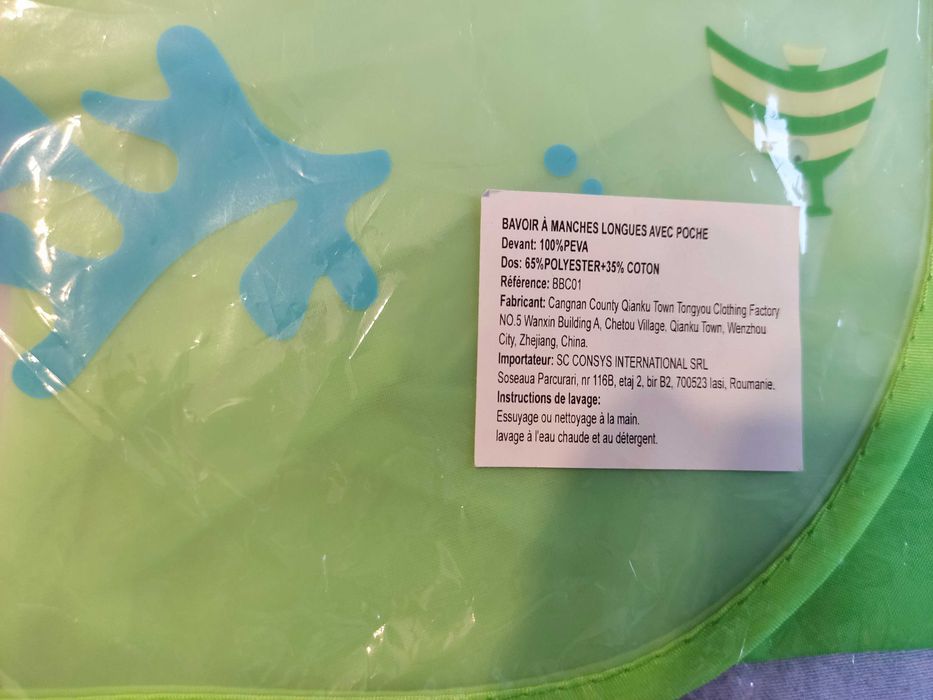 BAVOIR À MANCHES LONGUES AVEC POCHE
Devant: 100%PEVA
Dos: 65%POLYESTER+35% COTON
Référence: BBC01
Fabricant: Cangnan County Qianku Town Tongyou Clothing Factory
NO.5 Wanxin Building A, Chetou Village, Qianku Town, Wenzhou
City, Zhejiang, China.
Importateur: SC CONSYS INTERNATIONAL SRL
Soseaua Parcurari, nr 116B, etaj 2, bir B2, 700523 Iasi, Roumanie.
Instructions de lavage:
Essuyage ou nettoyage à la main.
lavage à l'eau chaude et au détergent.